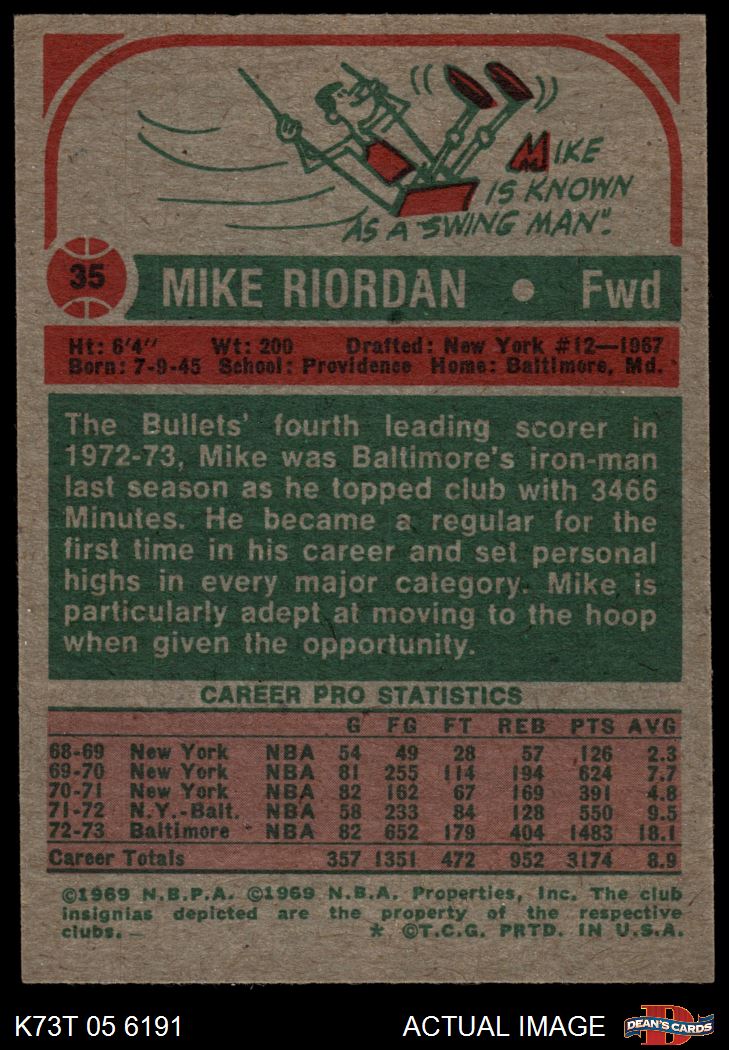 MIKE
IS KNOWN
AS A "SWING MAN".
35
MIKE RIORDAN • Fwd
Ht: 6'4" Wt: 200 Drafted: New York #12—1967
Born: 7-9-45 School: Providence Home: Baltimore, Md.
The Bullets' fourth leading scorer in
1972-73, Mike was Baltimore's iron-man
last season as he topped club with 3466
Minutes. He became a regular for the
first time in his career and set personal
highs in every major category. Mike is
particularly adept at moving to the hoop
when given the opportunity.
CAREER PRO STATISTICS
G FG FT REB PTS AVG
68-69 New York NBA 54 49 28 57 126 2.3
69-70 New York NBA 81 255 114 194 624 7.7
70-71 New York NBA 82 162 67 169 391 4.8
71-72 N.Y.-Balt. NBA 58 233 84 128 550 9.5
72-73 Baltimore NBA 82 652 179 404 1483 18.1
Career Totals 357 1351 472 952 3174 8.9
©1969 N.B.P.A. ©1969 N.B.A. Properties, Inc. The club
insignias depicted are the property of the respective
clubs. * ©T.C.G. PRTD. IN U.S.A.
K73T 05 6191 ACTUAL IMAGE DEAN'S CARDS